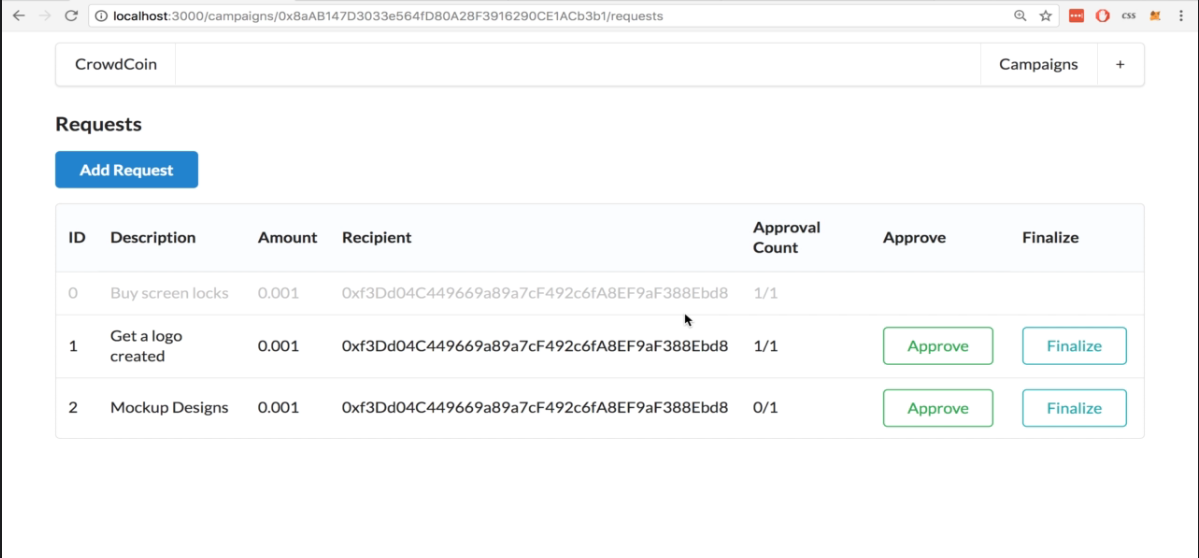 localhost:3000/campaigns/0x8aAB147D3033e564fD80A28F3916290CE1ACb3b1/requests
css
CrowdCoin Campaigns +
Requests
Add Request
ID Description Amount Recipient Approval Count Approve Finalize
0 Buy screen locks 0.001 0xf3Dd04C449669a89a7cF492c6fA8EF9aF388Ebd8 1/1
1 Get a logo created 0.001 0xf3Dd04C449669a89a7cF492c6fA8EF9aF388Ebd8 1/1 Approve Finalize
2 Mockup Designs 0.001 0xf3Dd04C449669a89a7cF492c6fA8EF9aF388Ebd8 0/1 Approve Finalize